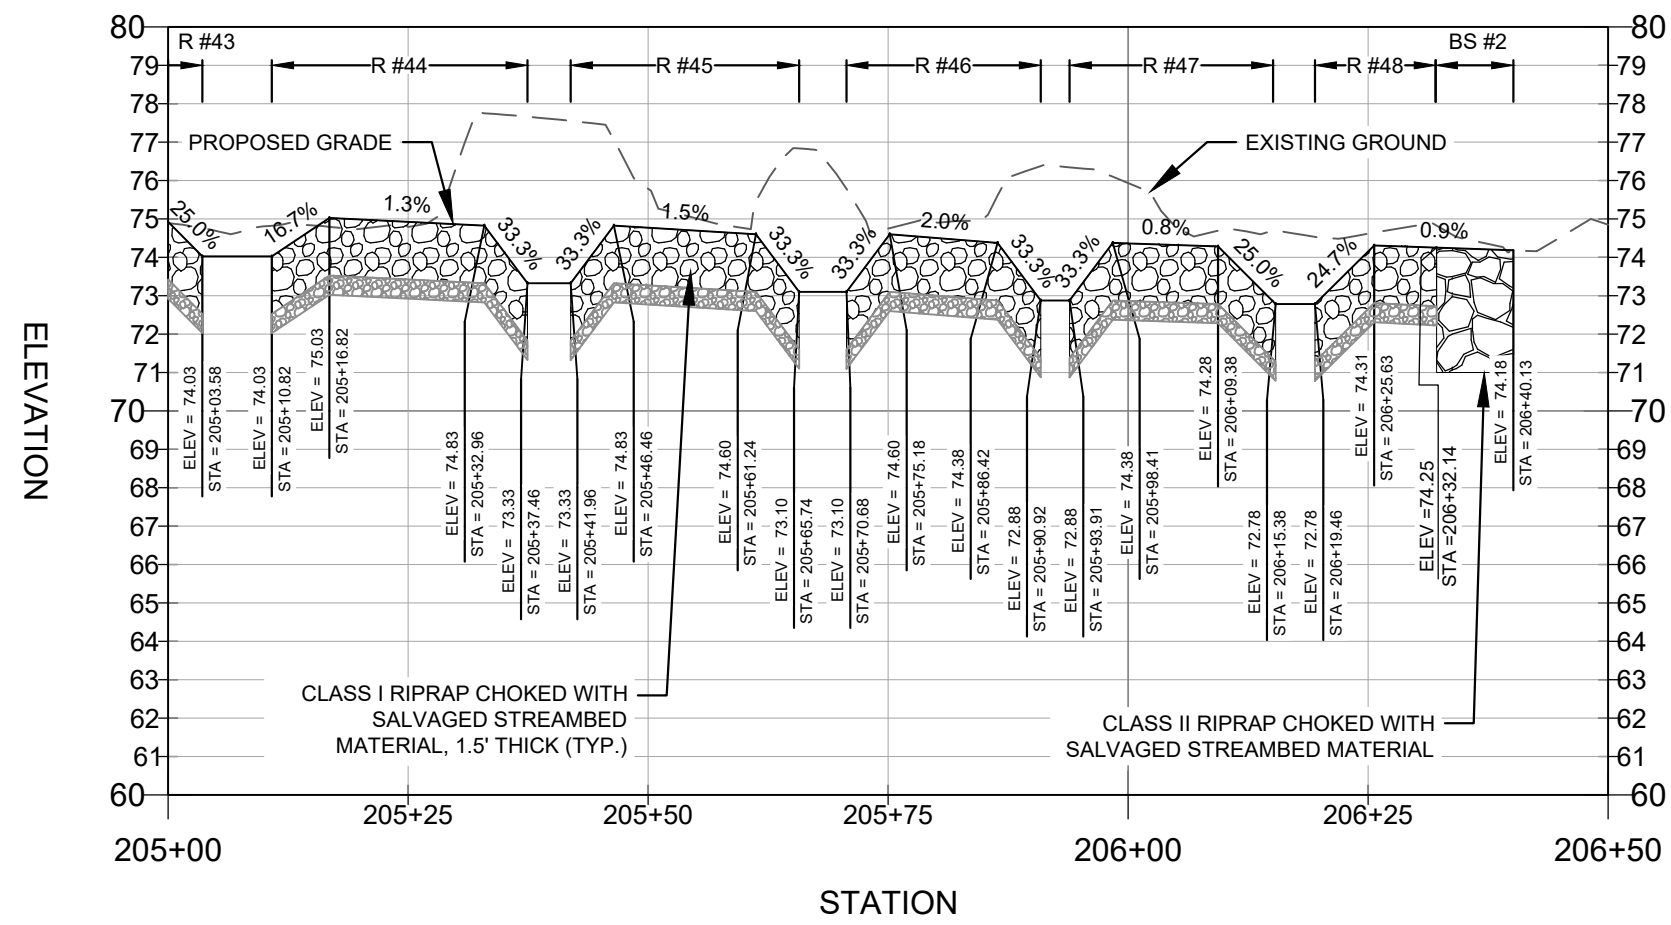 80
79
78
77
76
75
74
73
72
71
70
69
68
67
66
65
64
63
62
61
60
ELEVATION
R #43
R #44
R #45
R #46
R #47
R #48
BS #2
PROPOSED GRADE
EXISTING GROUND
25.0%
16.7%
1.3%
33.3%
33.3%
1.5%
33.3%
33.3%
2.0%
33.3%
33.3%
0.8%
25.0%
24.7%
0.9%
ELEV = 74.03
STA = 205+03.58
ELEV = 74.03
STA = 205+10.82
ELEV = 75.03
STA = 205+16.82
ELEV = 74.83
STA = 205+32.96
ELEV = 73.33
STA = 205+37.46
ELEV = 73.33
STA = 205+41.96
ELEV = 74.83
STA = 205+46.46
ELEV = 74.60
STA = 205+61.24
ELEV = 73.10
STA = 205+65.74
ELEV = 73.10
STA = 205+70.68
ELEV = 74.60
STA = 205+75.18
ELEV = 74.38
STA = 205+86.42
ELEV = 72.88
STA = 205+90.92
ELEV = 72.88
STA = 205+93.91
ELEV = 74.38
STA = 205+98.41
ELEV = 74.28
STA = 206+09.38
ELEV = 72.78
STA = 206+15.38
ELEV = 72.78
STA = 206+19.46
ELEV = 74.31
STA = 206+25.63
ELEV =74.25
STA =206+32.14
ELEV = 74.18
STA = 206+40.13
CLASS I RIPRAP CHOKED WITH
SALVAGED STREAMBED
MATERIAL, 1.5' THICK (TYP.)
CLASS II RIPRAP CHOKED WITH
SALVAGED STREAMBED MATERIAL
80
79
78
77
76
75
74
73
72
71
70
69
68
67
66
65
64
63
62
61
60
205+25
205+50
205+75
206+25
205+00
206+00
206+50
STATION